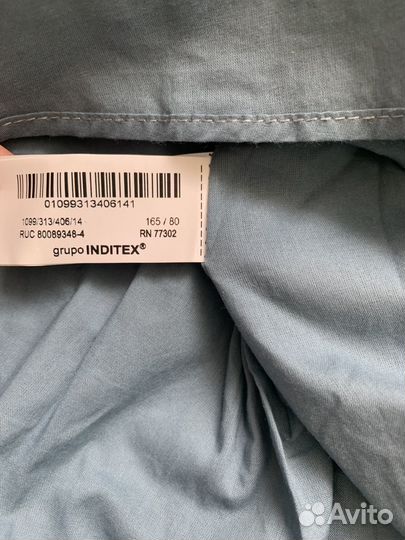 01099313406141
1099/313/406/14 165 / 80
RUC 80089348-4 RN 77302
grupo INDITEX®
Avito